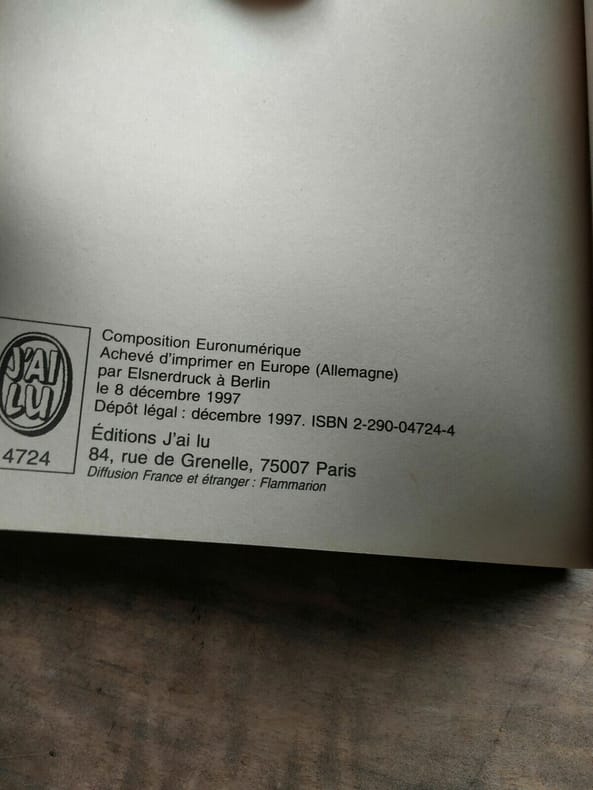 J'AI
LU
4724
Composition Euronumérique
Achevé d'imprimer en Europe (Allemagne)
par Elsnerdruck à Berlin
le 8 décembre 1997
Dépôt légal : décembre 1997. ISBN 2-290-04724-4
Éditions J'ai lu
84, rue de Grenelle, 75007 Paris
Diffusion France et étranger : Flammarion